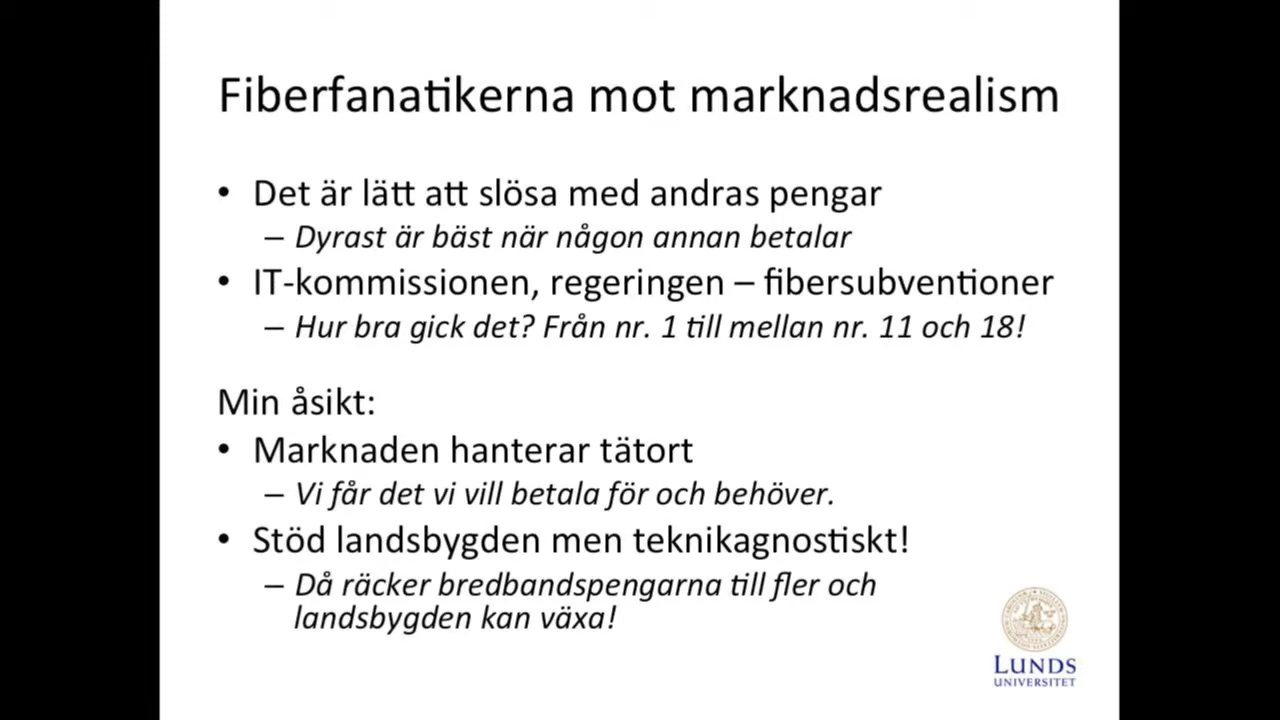 Fiberfanatikerna mot marknadsrealism
• Det är lätt att slösa med andras pengar
– Dyrast är bäst när någon annan betalar
• IT-kommissionen, regeringen – fibersubventioner
– Hur bra gick det? Från nr. 1 till mellan nr. 11 och 18!
Min åsikt:
• Marknaden hanterar tätort
– Vi får det vi vill betala för och behöver.
• Stöd landsbygden men teknikagnostiskt!
– Då räcker bredbandspengarna till fler och
landsbygden kan växa!
LUNDS
UNIVERSITET